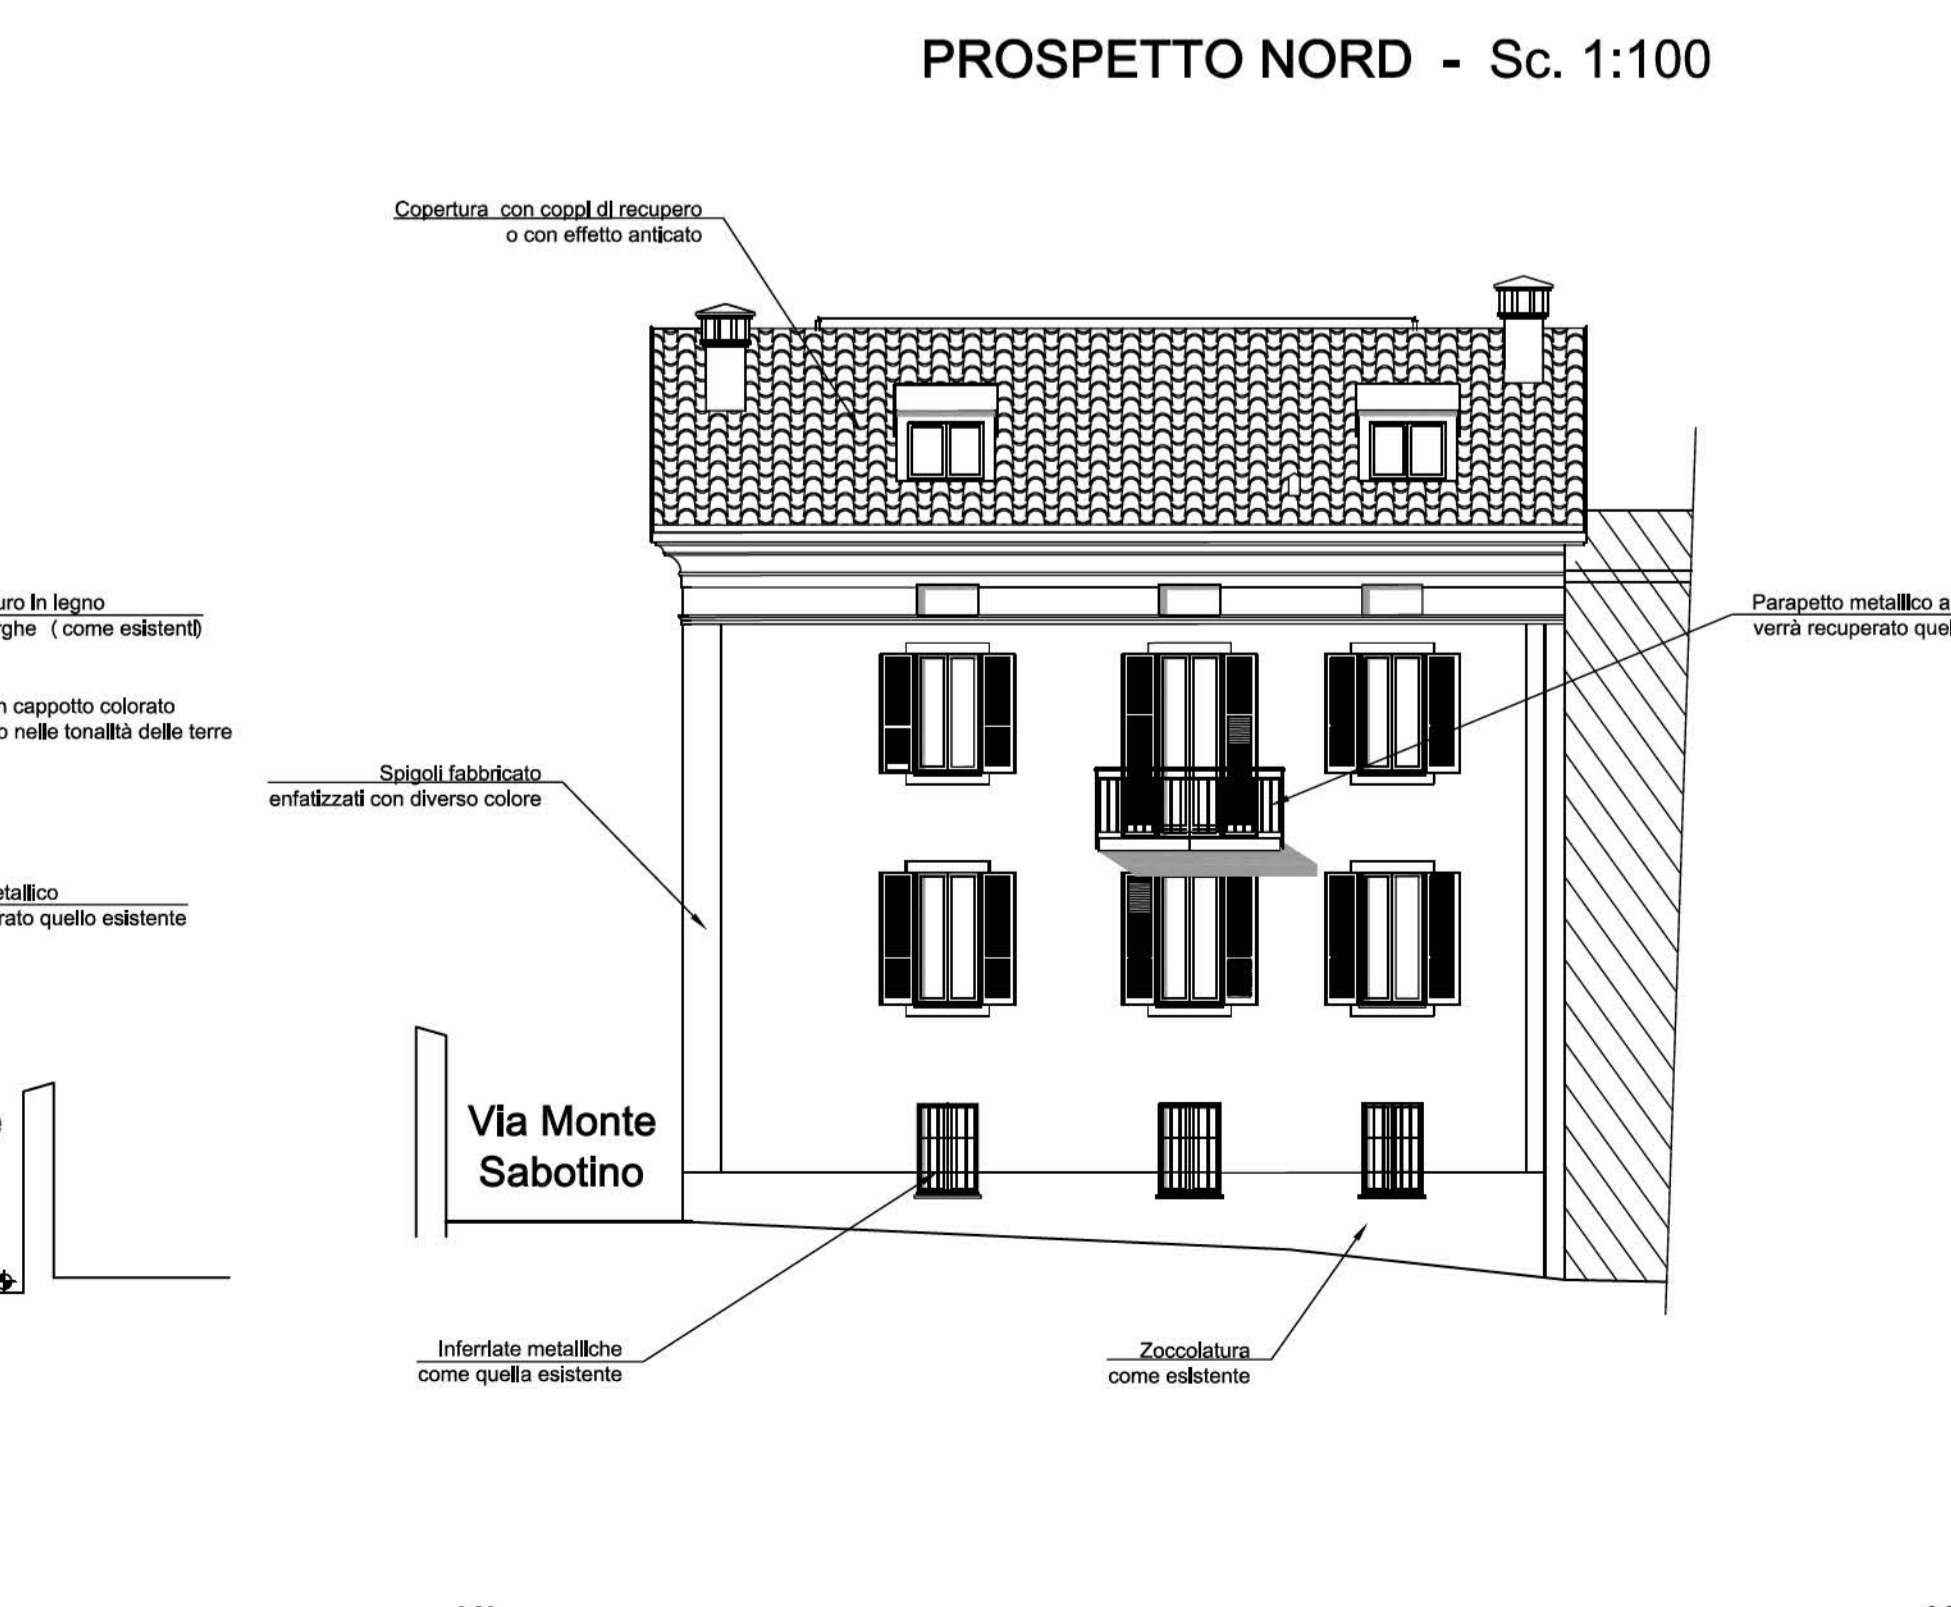 PROSPETTO NORD - Sc. 1:100
Copertura con coppi di recupero
o con effetto anticato
uro in legno
rghe ( come esistenti)
Parapetto metallico a
verrà recuperato quel
n cappotto colorato
o nelle tonalità delle terre
Spigoli fabbricato
enfatizzati con diverso colore
etallico
rato quello esistente
Via Monte
Sabotino
Inferriate metalliche
come quella esistente
Zoccolatura
come esistente